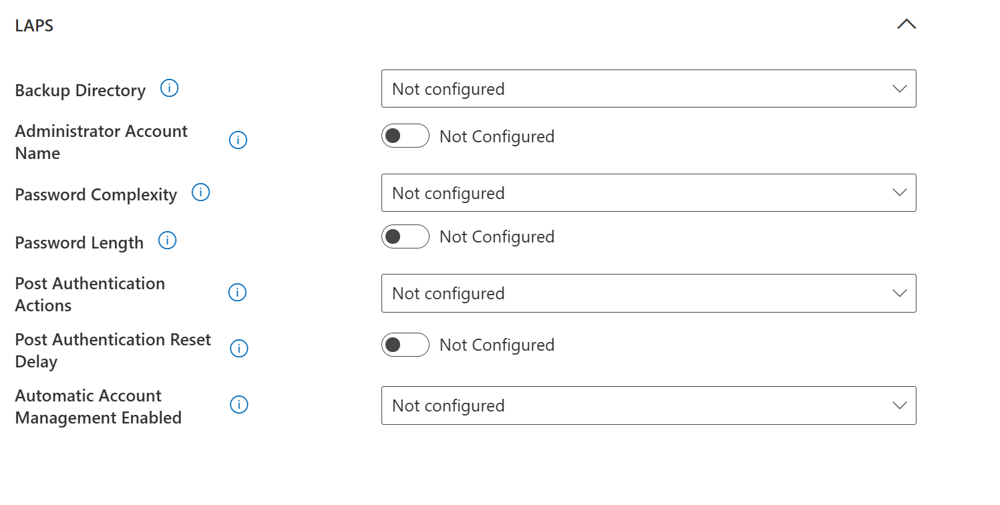 LAPS
Backup Directory
Not configured
Administrator Account
Name
Not Configured
Password Complexity
Not configured
Password Length
Not Configured
Post Authentication
Actions
Not configured
Post Authentication Reset
Delay
Not Configured
Automatic Account
Management Enabled
Not configured